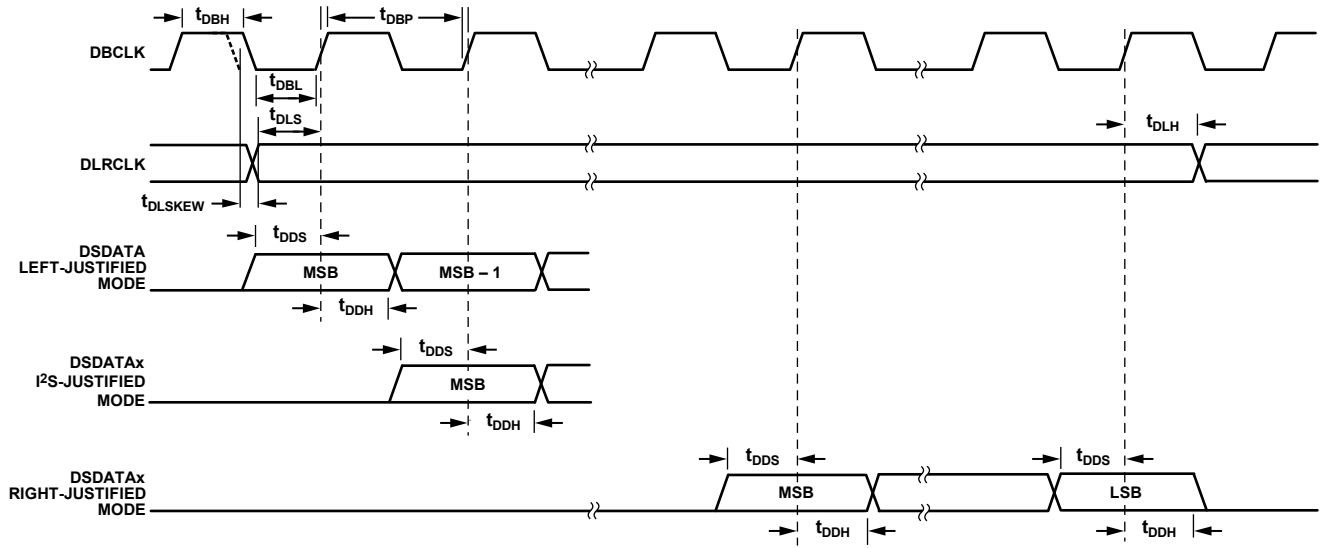 tDBH
tDBP
DBCLK
tDBL
tDLS
tDLH
DLRCLK
tDLSKEW
tDDS
DSDATA
LEFT-JUSTIFIED
MODE
MSB
MSB – 1
tDDH
DSDATAx
I²S-JUSTIFIED
MODE
tDDS
MSB
tDDH
DSDATAx
RIGHT-JUSTIFIED
MODE
tDDS
tDDS
MSB
LSB
tDDH
tDDH